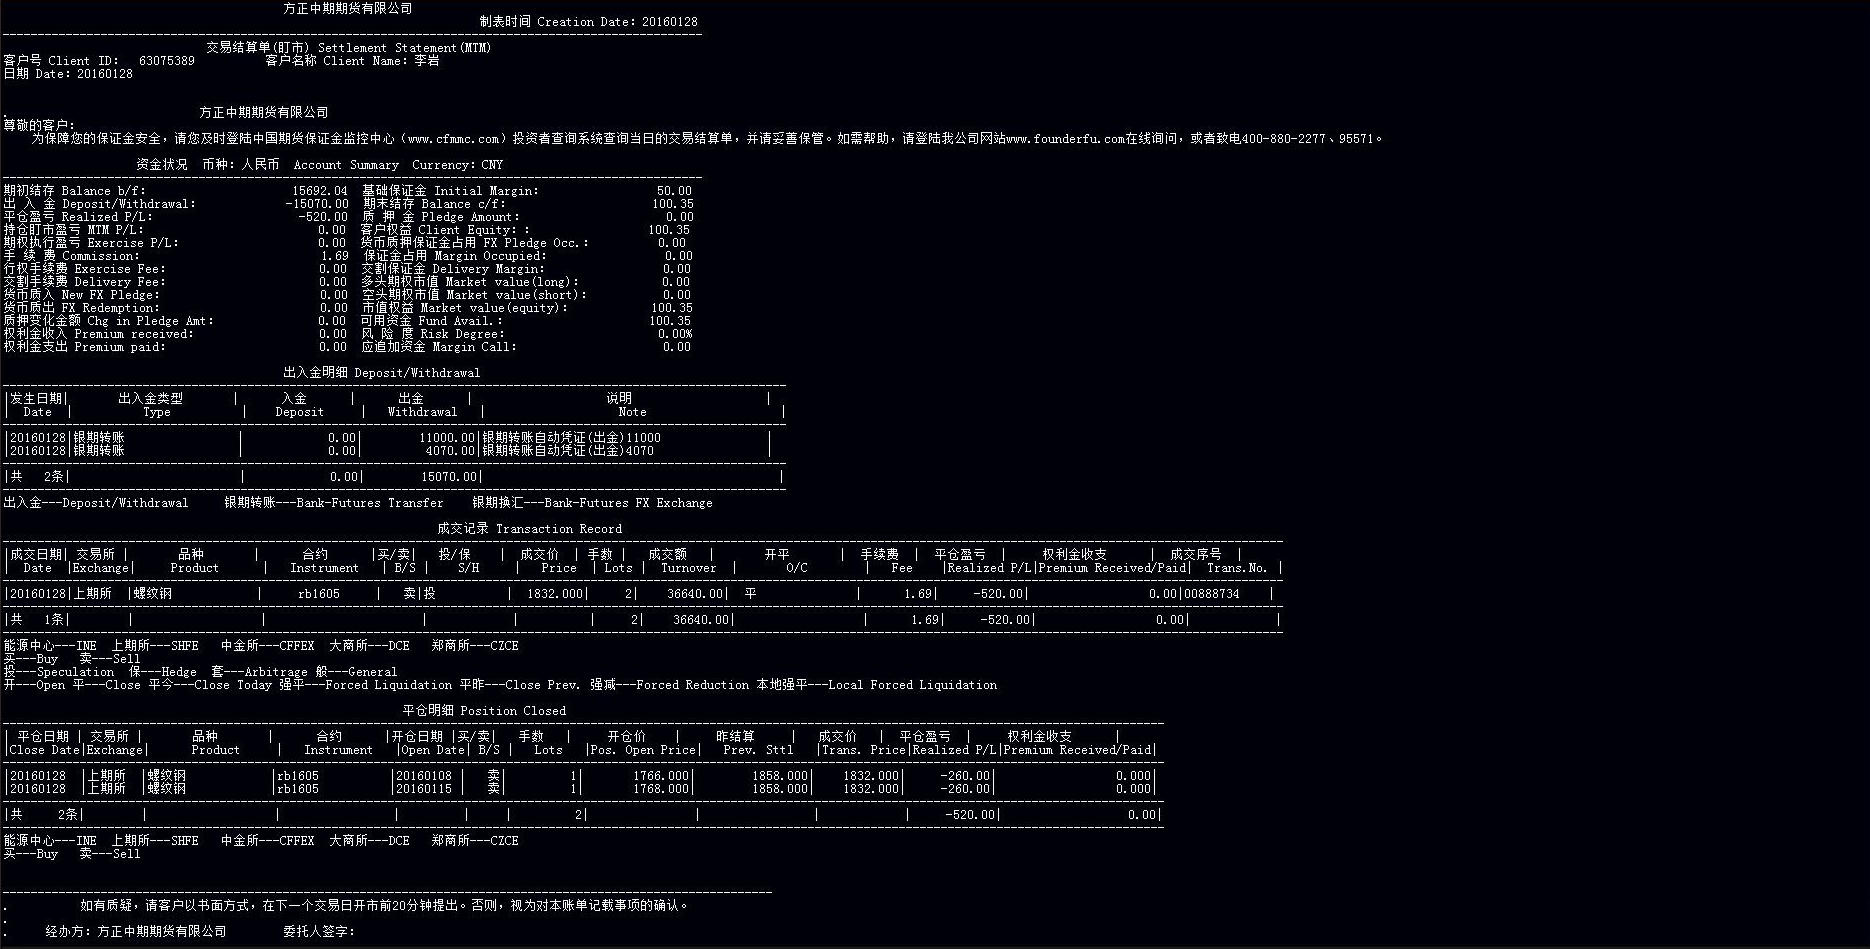 方正中期期货有限公司
制表时间 Creation Date：20160128
----------------------------------------------------------------------------------------------------
交易结算单(盯市) Settlement Statement(MTM)
客户号 Client ID：  63075389          客户名称 Client Name：李岩
日期 Date：20160128
.
方正中期期货有限公司
尊敬的客户:
为保障您的保证金安全，请您及时登陆中国期货保证金监控中心（www.cfmmc.com）投资者查询系统查询当日的交易结算单，并请妥善保管。如需帮助，请登陆我公司网站www.founderfu.com在线询问，或者致电400-880-2277、95571。
资金状况  币种：人民币  Account Summary  Currency：CNY
----------------------------------------------------------------------------------------------------
期初结存 Balance b/f：  15692.04  基础保证金 Initial Margin：  50.00
出 入 金 Deposit/Withdrawal：  -15070.00  期末结存 Balance c/f：  100.35
平仓盈亏 Realized P/L：  -520.00  质 押 金 Pledge Amount：  0.00
持仓盯市盈亏 MTM P/L：  0.00  客户权益 Client Equity：：  100.35
期权执行盈亏 Exercise P/L：  0.00  货币质押保证金占用 FX Pledge Occ.：  0.00
手 续 费 Commission：  1.69  保证金占用 Margin Occupied：  0.00
行权手续费 Exercise Fee：  0.00  交割保证金 Delivery Margin：  0.00
交割手续费 Delivery Fee：  0.00  多头期权市值 Market value(long)：  0.00
货币质入 New FX Pledge：  0.00  空头期权市值 Market value(short)：  0.00
货币质出 FX Redemption：  0.00  市值权益 Market value(equity)：  100.35
质押变化金额 Chg in Pledge Amt：  0.00  可用资金 Fund Avail.：  100.35
权利金收入 Premium received：  0.00  风 险 度 Risk Degree：  0.00%
权利金支出 Premium paid：  0.00  应追加资金 Margin Call：  0.00
出入金明细 Deposit/Withdrawal
----------------------------------------------------------------------------------------------------
|发生日期|  出入金类型  |  入金  |  出金  |  说明  |
|  Date  |  Type  |  Deposit  |  Withdrawal  |  Note  |
----------------------------------------------------------------------------------------------------
|20160128|银期转账  |  0.00|  11000.00|银期转账自动凭证(出金)11000  |
|20160128|银期转账  |  0.00|  4070.00|银期转账自动凭证(出金)4070  |
----------------------------------------------------------------------------------------------------
|共   2条|  |  0.00|  15070.00|  |
----------------------------------------------------------------------------------------------------
出入金---Deposit/Withdrawal     银期转账---Bank-Futures Transfer    银期换汇---Bank-Futures FX Exchange
成交记录 Transaction Record
----------------------------------------------------------------------------------------------------
|成交日期| 交易所 |  品种  |  合约  |买/卖|  投/保  |  成交价  | 手数 |  成交额  |  开平  |  手续费  |  平仓盈亏  |  权利金收支  |  成交序号  |
|  Date  |Exchange|  Product  |  Instrument  | B/S |  S/H  |  Price  | Lots |  Turnover  |  O/C  |  Fee  |Realized P/L|Premium Received/Paid|  Trans.No.  |
----------------------------------------------------------------------------------------------------
|20160128|上期所  |螺纹钢  |  rb1605  |  卖|投  |  1832.000|  2|  36640.00|  平  |  1.69|  -520.00|  0.00|00888734  |
----------------------------------------------------------------------------------------------------
|共   1条|  |  |  |  |  |  |  2|  36640.00|  |  1.69|  -520.00|  0.00|  |
----------------------------------------------------------------------------------------------------
能源中心---INE  上期所---SHFE   中金所---CFFEX  大商所---DCE   郑商所---CZCE
买---Buy   卖---Sell
投---Speculation  保---Hedge  套---Arbitrage 般---General
开---Open 平---Close 平今---Close Today 强平---Forced Liquidation 平昨---Close Prev. 强减---Forced Reduction 本地强平---Local Forced Liquidation
平仓明细 Position Closed
----------------------------------------------------------------------------------------------------
| 平仓日期 | 交易所 |  品种  |  合约  |开仓日期 |买/卖|  手数  |  开仓价  |  昨结算  |  成交价  |  平仓盈亏  |  权利金收支  |
|Close Date|Exchange|  Product  |  Instrument  |Open Date| B/S |  Lots  |Pos. Open Price|  Prev. Sttl  |Trans. Price|Realized P/L|Premium Received/Paid|
----------------------------------------------------------------------------------------------------
|20160128  |上期所  |螺纹钢  |rb1605  |20160108 |  卖|  1|  1766.000|  1858.000|  1832.000|  -260.00|  0.000|
|20160128  |上期所  |螺纹钢  |rb1605  |20160115 |  卖|  1|  1768.000|  1858.000|  1832.000|  -260.00|  0.000|
----------------------------------------------------------------------------------------------------
|共     2条|  |  |  |  |  |  2|  |  |  |  -520.00|  0.00|
----------------------------------------------------------------------------------------------------
能源中心---INE  上期所---SHFE   中金所---CFFEX  大商所---DCE   郑商所---CZCE
买---Buy   卖---Sell
----------------------------------------------------------------------------------------------------
.  如有质疑，请客户以书面方式，在下一个交易日开市前20分钟提出。否则，视为对本账单记载事项的确认。
.
.  经办方：方正中期期货有限公司        委托人签字：